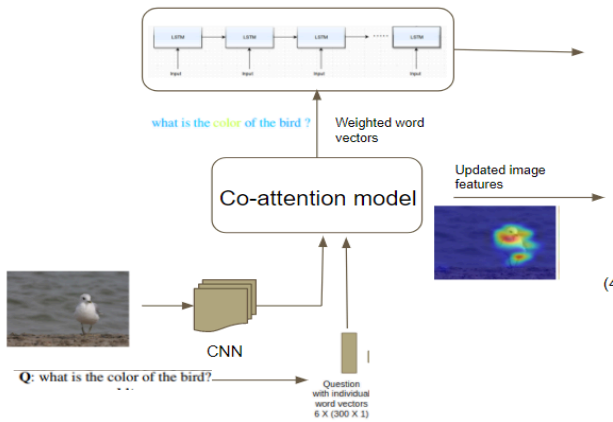 LSTM LSTM LSTM LSTM
Input Input Input Input
what is the color of the bird ?
Weighted word
vectors
Co-attention model
Updated image
features
(4
CNN
Q: what is the color of the bird?
Question
with individual
word vectors
6 X (300 X 1)